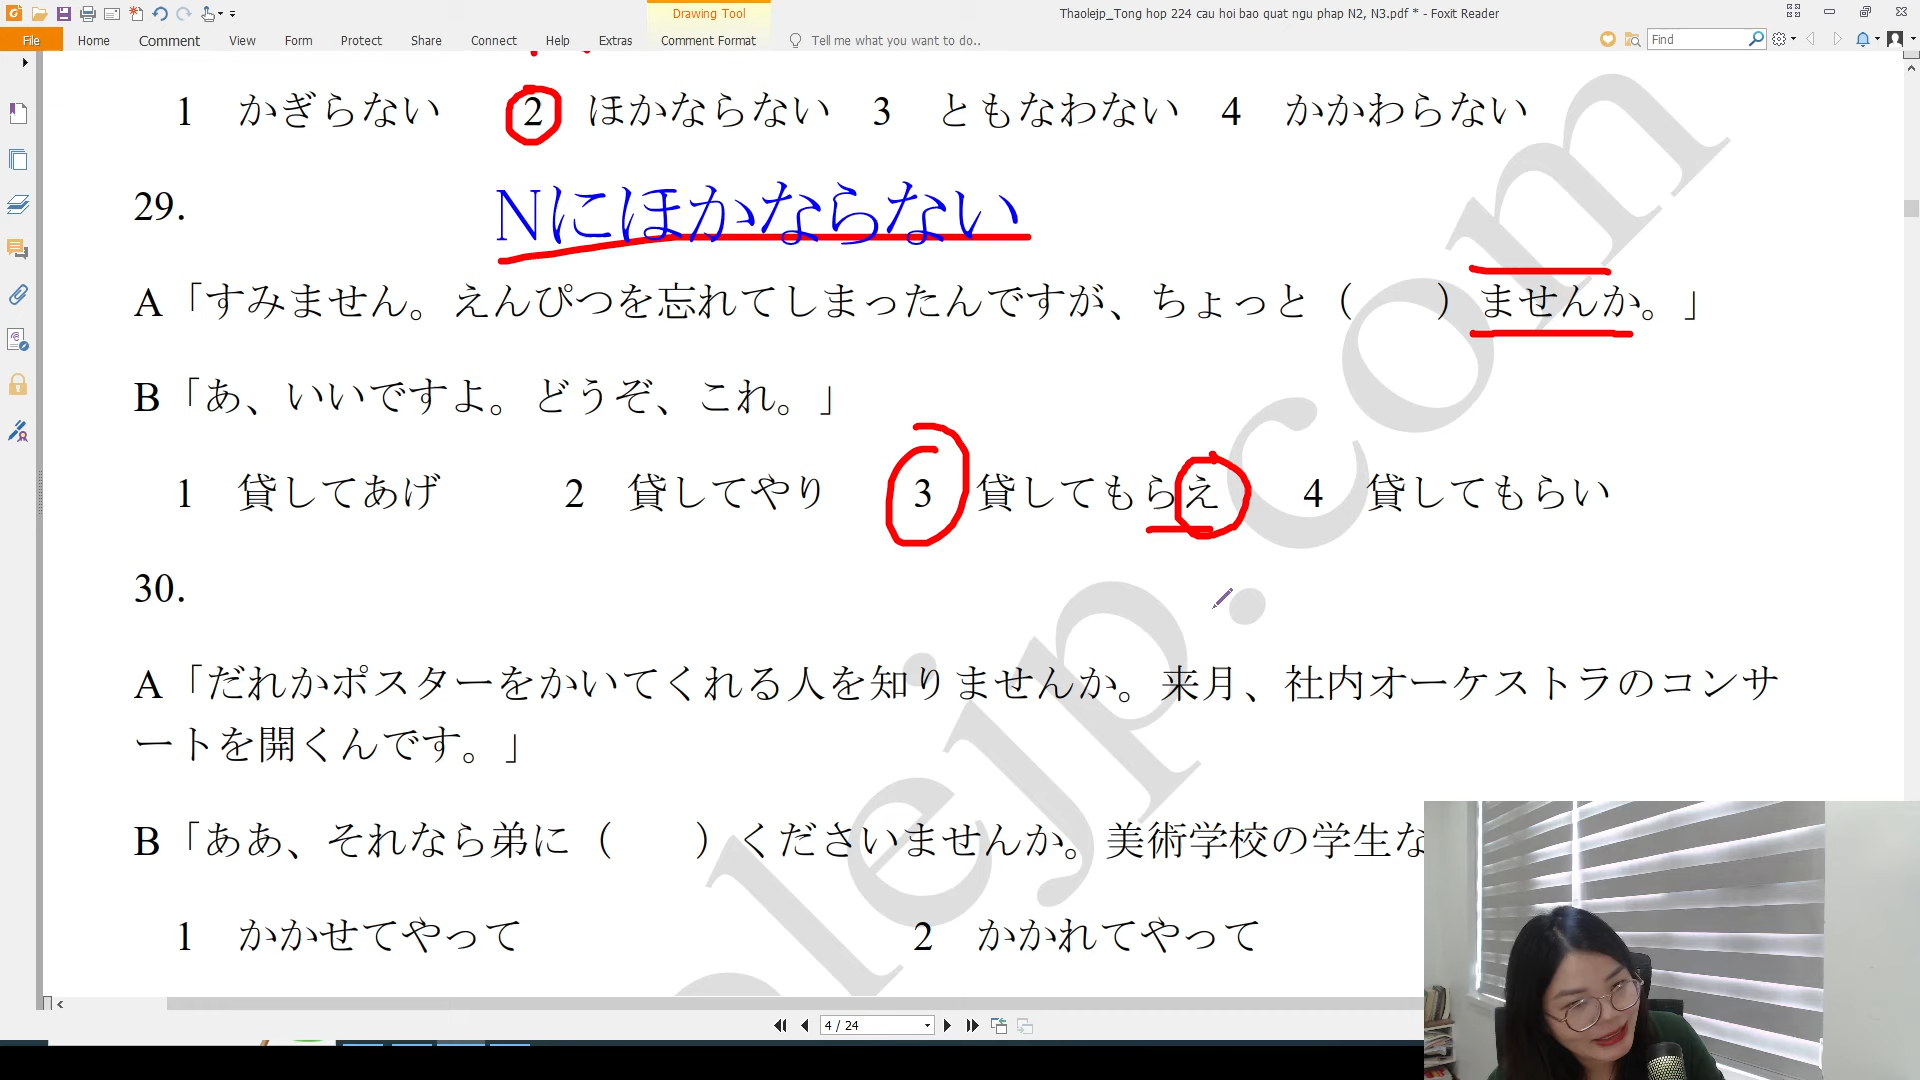 Drawing Tool
Thaolejp_Tong hop 224 cau hoi bao quat ngu phap N2, N3.pdf * - Foxit Reader
File Home Comment View Form Protect Share Connect Help Extras Comment Format Tell me what you want to do.. Find
1 かぎらない 2 ほかならない 3 ともなわない 4 かかわらない
29.
Nにほかならない
A「すみません。えんぴつを忘れてしまったんですが、ちょっと（ ）ませんか。」
B「あ、いいですよ。どうぞ、これ。」
1 貸してあげ 2 貸してやり 3 貸してもらえ 4 貸してもらい
30.
A「だれかポスターをかいてくれる人を知りませんか。来月、社内オーケストラのコンサ
ートを開くんです。」
B「ああ、それなら弟に（ ）くださいませんか。美術学校の学生な
1 かかせてやって 2 かかれてやって
lejp.com
4 / 24